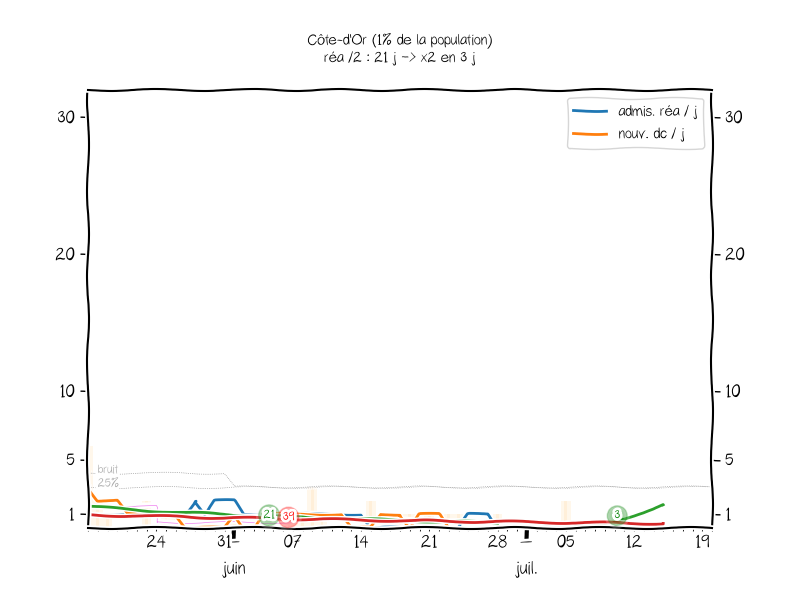 Côte-d'Or (1% de la population)
réa /2 : 21 j -> x2 en 3 j
admis. réa / j
nouv. dc / j
30 30
20 20
10 10
5 5
bruit
25%
1 1
21 39 3
24 31 07 14 21 28 05 12 19
juin juil.